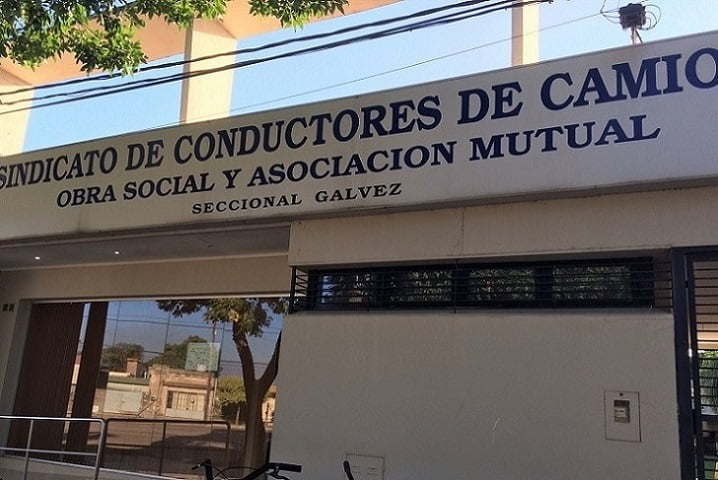 SINDICATO DE CONDUCTORES DE CAMIO
OBRA SOCIAL Y ASOCIACION MUTUAL
SECCIONAL GALVEZ